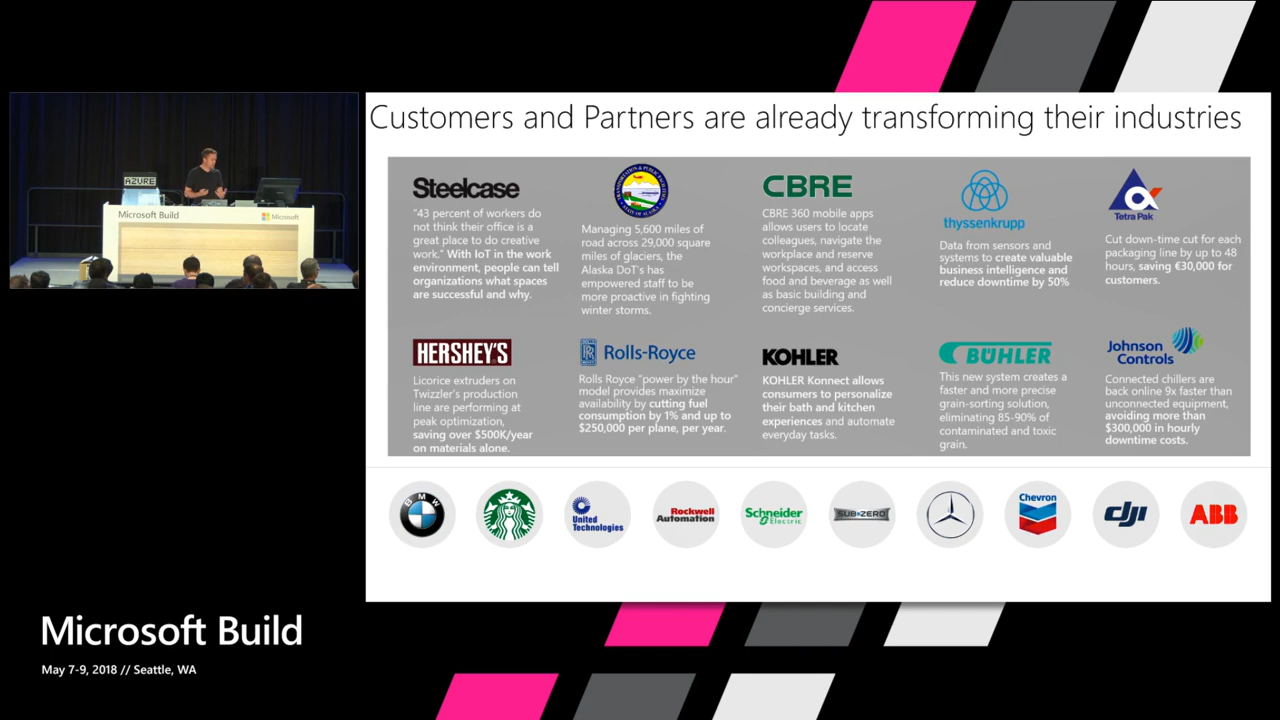 Customers and Partners are already transforming their industries
AZURE
Microsoft Build
Microsoft
Steelcase
"43 percent of workers do
not think their office is a
great place to do creative
work." With IoT in the work
environment, people can tell
organizations what spaces
are successful and why.
Managing 5,600 miles of
road across 29,000 square
miles of glaciers, the
Alaska DoT's has
empowered staff to be
more proactive in fighting
winter storms.
CBRE
CBRE 360 mobile apps
allows users to locate
colleagues, navigate the
workplace and reserve
workspaces, and access
food and beverage as well
as basic building and
concierge services.
thyssenkrupp
Data from sensors and
systems to create valuable
business intelligence and
reduce downtime by 50%
Tetra Pak
Cut down-time cut for each
packaging line by up to 48
hours, saving €30,000 for
customers.
HERSHEY'S
Licorice extruders on
Twizzler's production
line are performing at
peak optimization,
saving over $500K/year
on materials alone.
Rolls-Royce
Rolls Royce "power by the hour"
model provides maximize
availability by cutting fuel
consumption by 1% and up to
$250,000 per plane, per year.
KOHLER
KOHLER Konnect allows
consumers to personalize
their bath and kitchen
experiences and automate
everyday tasks.
BÜHLER
This new system creates a
faster and more precise
grain-sorting solution,
eliminating 85-90% of
contaminated and toxic
grain.
Johnson
Controls
Connected chillers are
back online 9x faster than
unconnected equipment,
avoiding more than
$300,000 in hourly
downtime costs.
BMW
United
Technologies
Rockwell
Automation
Schneider
Electric
SUB-ZERO
Chevron
dji
ABB
Microsoft Build
May 7-9, 2018 // Seattle, WA